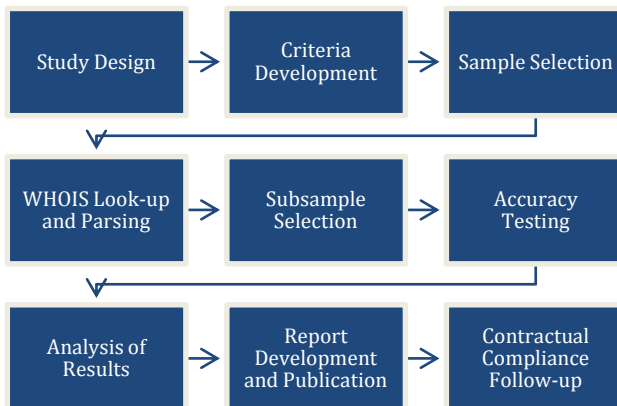 Study Design
Criteria
Development
Sample Selection
WHOIS Look-up
and Parsing
Subsample
Selection
Accuracy
Testing
Analysis of
Results
Report
Development
and Publication
Contractual
Compliance
Follow-up